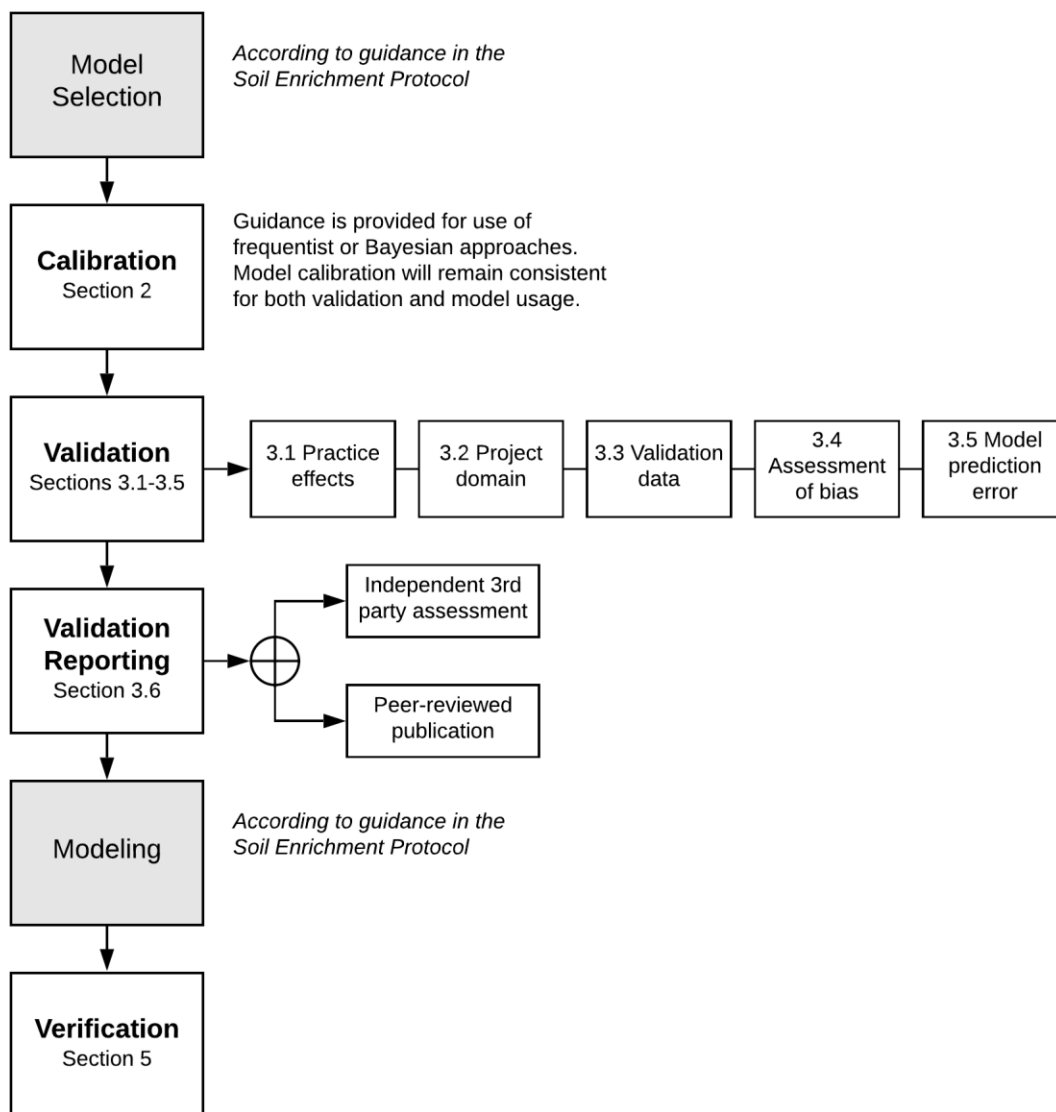 Model
Selection
According to guidance in the
Soil Enrichment Protocol
Calibration
Section 2
Guidance is provided for use of
frequentist or Bayesian approaches.
Model calibration will remain consistent
for both validation and model usage.
Validation
Sections 3.1-3.5
3.1 Practice
effects
3.2 Project
domain
3.3 Validation
data
3.4
Assessment
of bias
3.5 Model
prediction
error
Validation
Reporting
Section 3.6
Independent 3rd
party assessment
Peer-reviewed
publication
Modeling
According to guidance in the
Soil Enrichment Protocol
Verification
Section 5